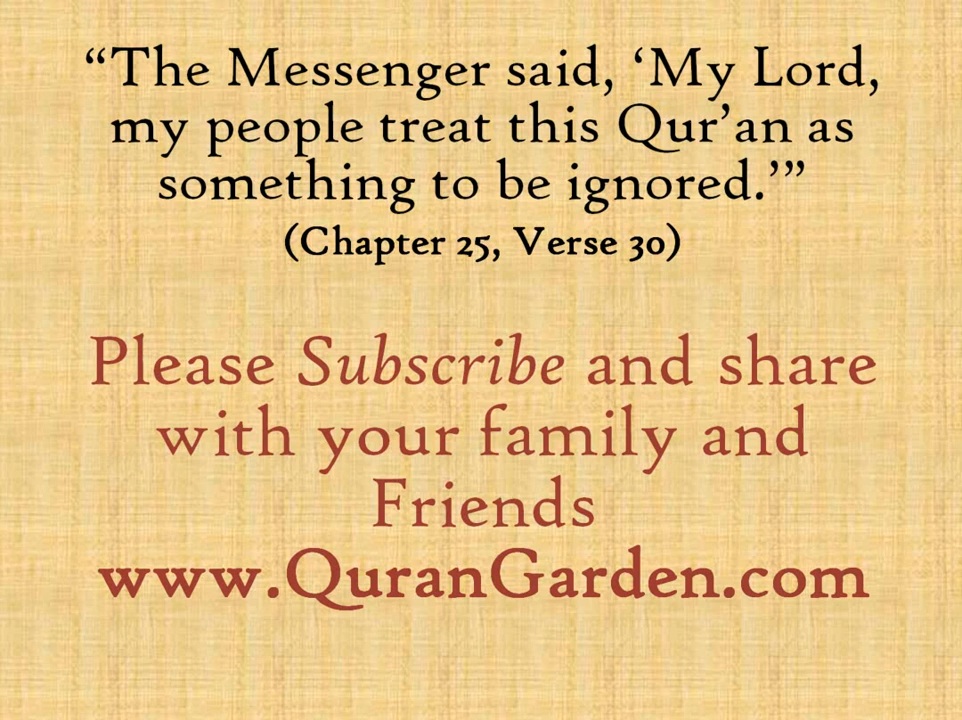 “The Messenger said, ‘My Lord,
my people treat this Qur’an as
something to be ignored.’”
(Chapter 25, Verse 30)
Please Subscribe and share
with your family and
Friends
www.QuranGarden.com